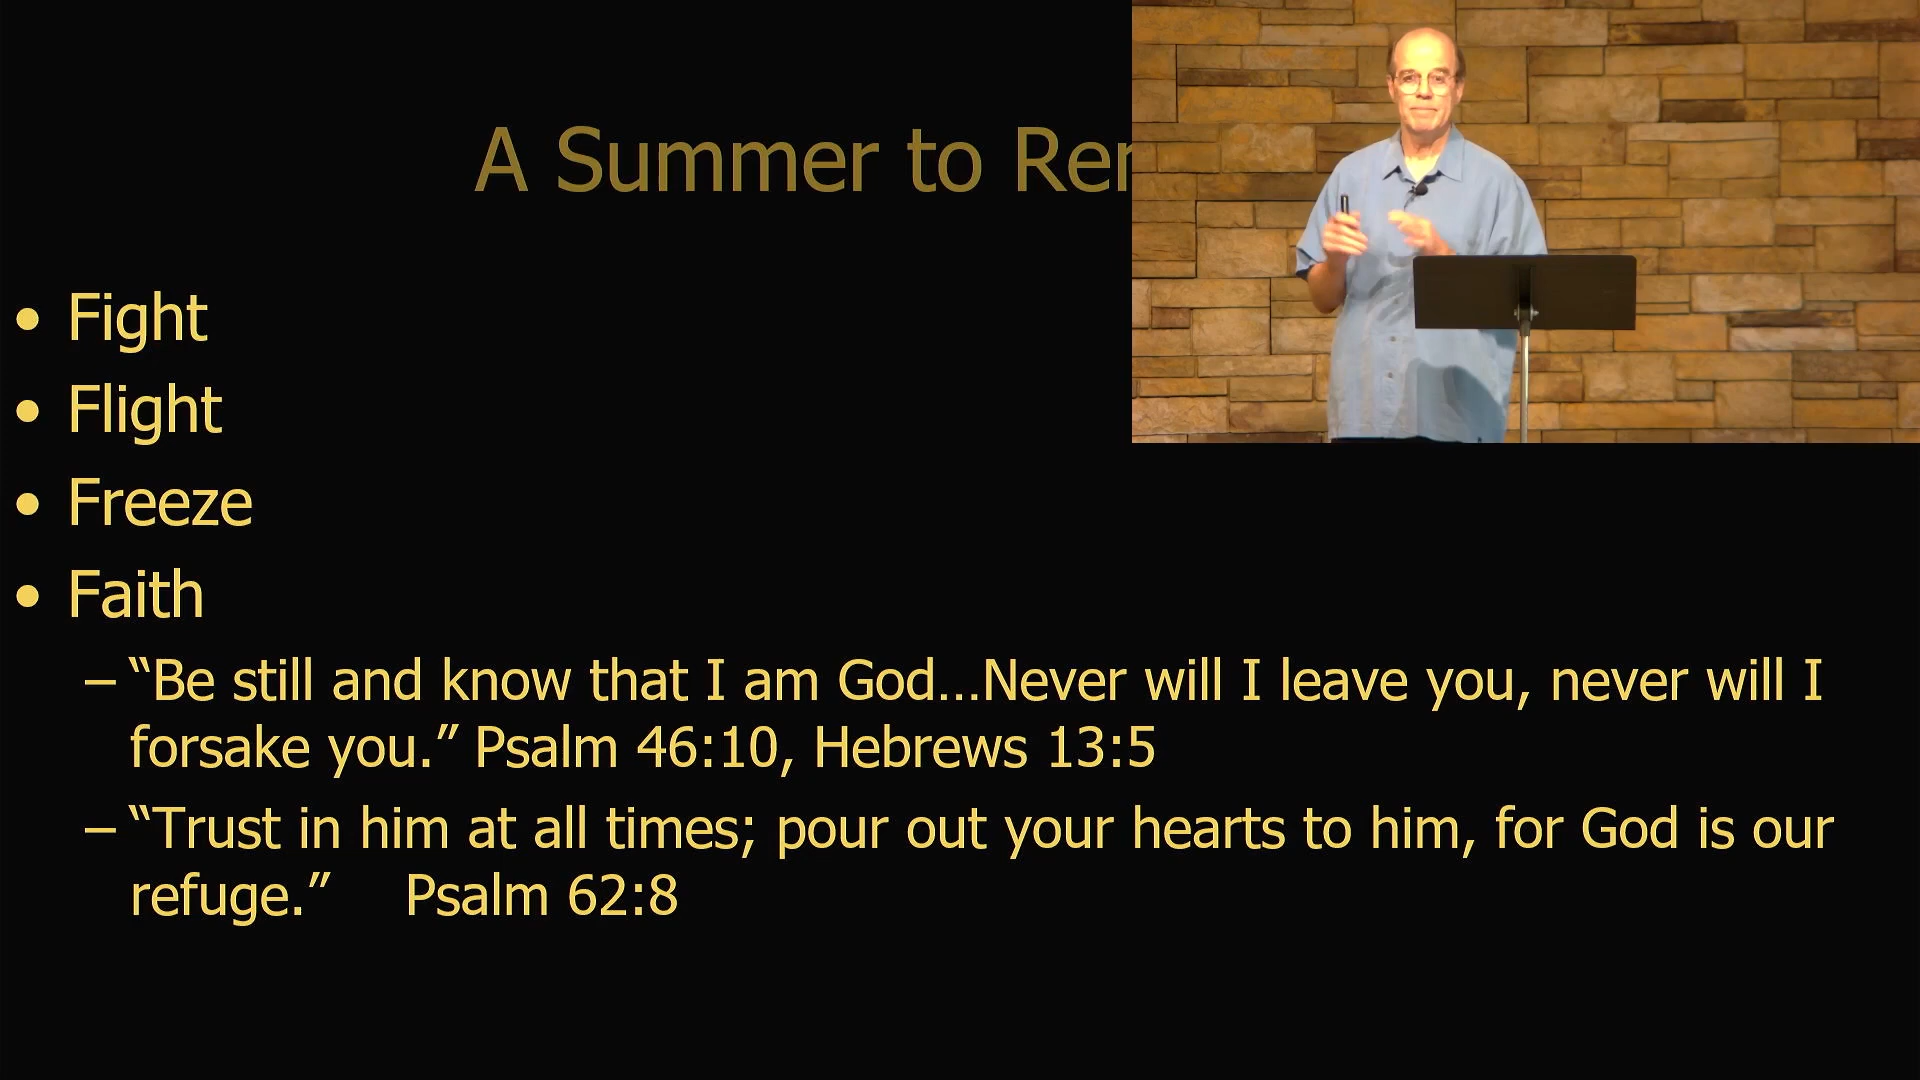 A Summer to
• Fight
• Flight
• Freeze
• Faith
– “Be still and know that I am God...Never will I leave you, never will I
forsake you.” Psalm 46:10, Hebrews 13:5
– “Trust in him at all times; pour out your hearts to him, for God is our
refuge.” Psalm 62:8